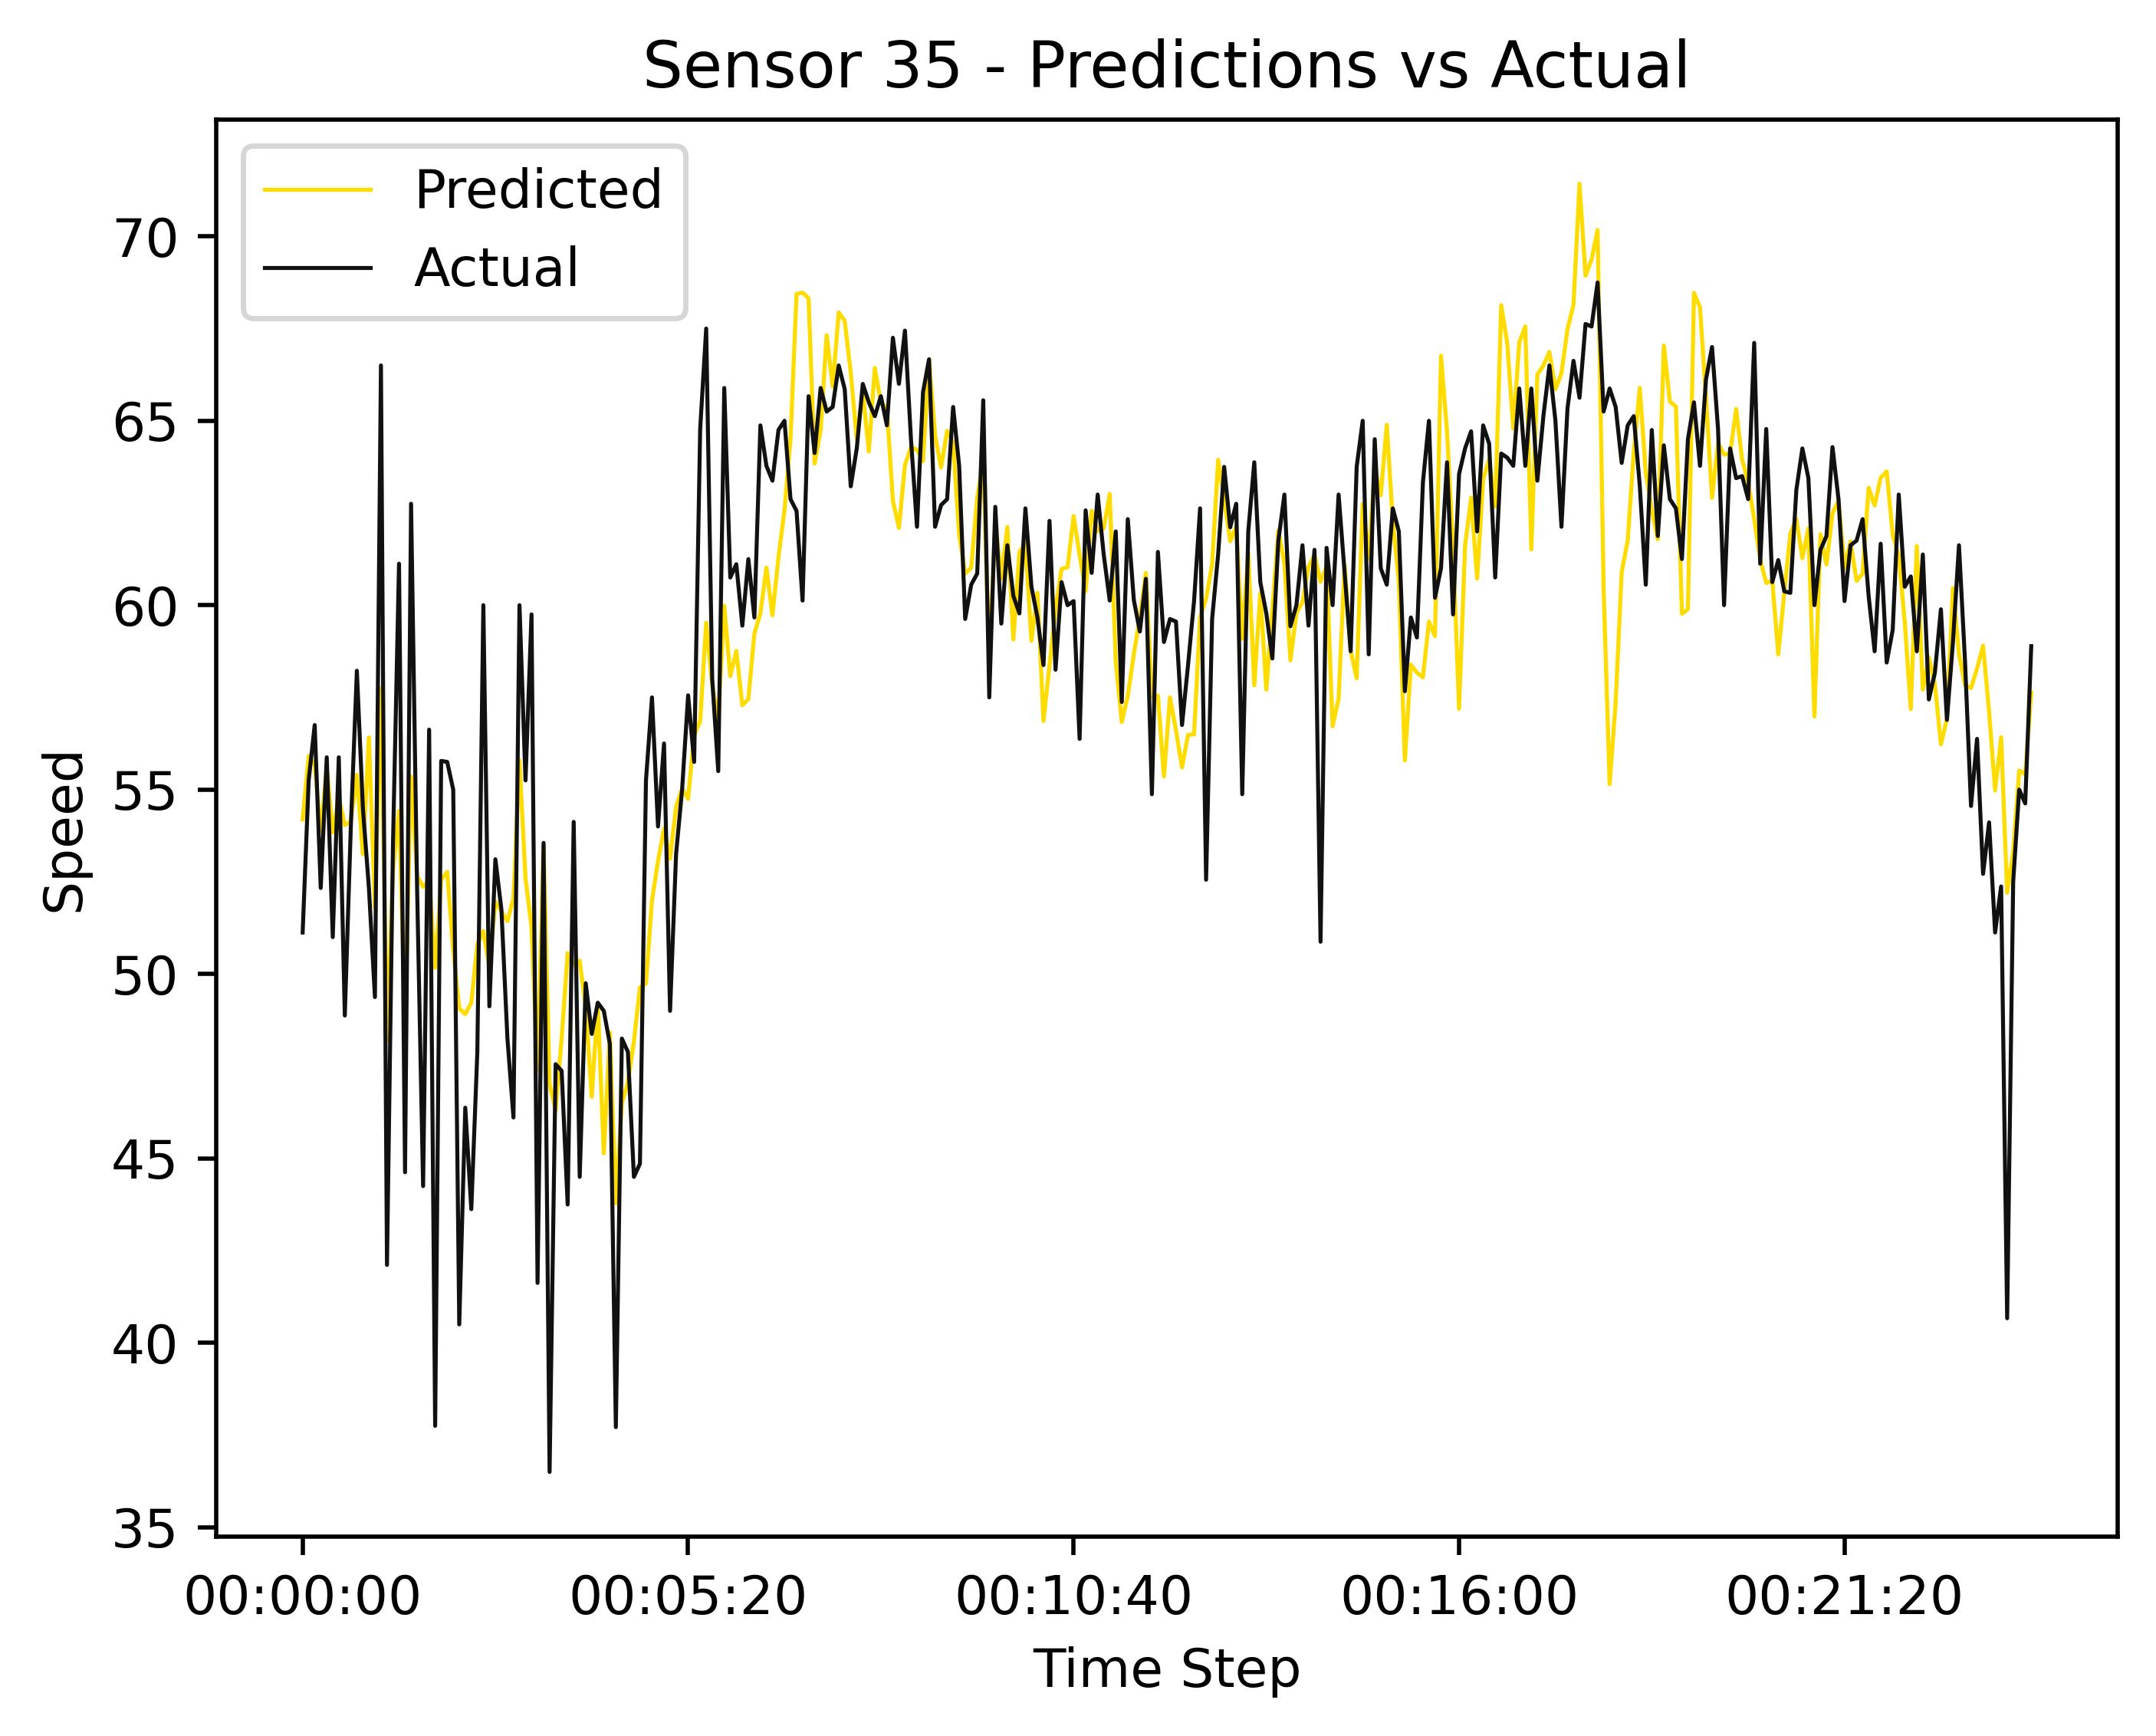 Sensor 35 - Predictions vs Actual
Predicted
Actual
70
65
60
55
50
45
40
35
Speed
00:00:00 00:05:20 00:10:40 00:16:00 00:21:20
Time Step